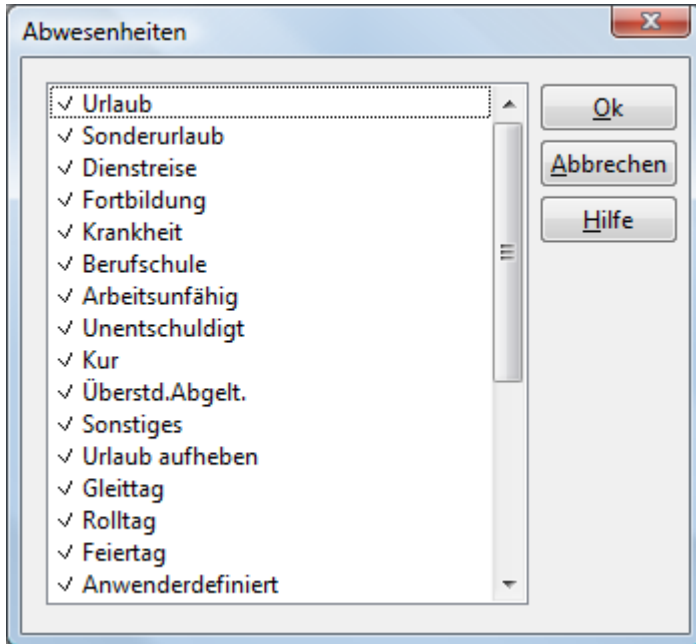 Abwesenheiten
Urlaub
Sonderurlaub
Dienstreise
Fortbildung
Krankheit
Berufschule
Arbeitsunfähig
Unentschuldigt
Kur
Überstd.Abgelt.
Sonstiges
Urlaub aufheben
Gleittag
Rolltag
Feiertag
Anwenderdefiniert
Ok
Abbrechen
Hilfe